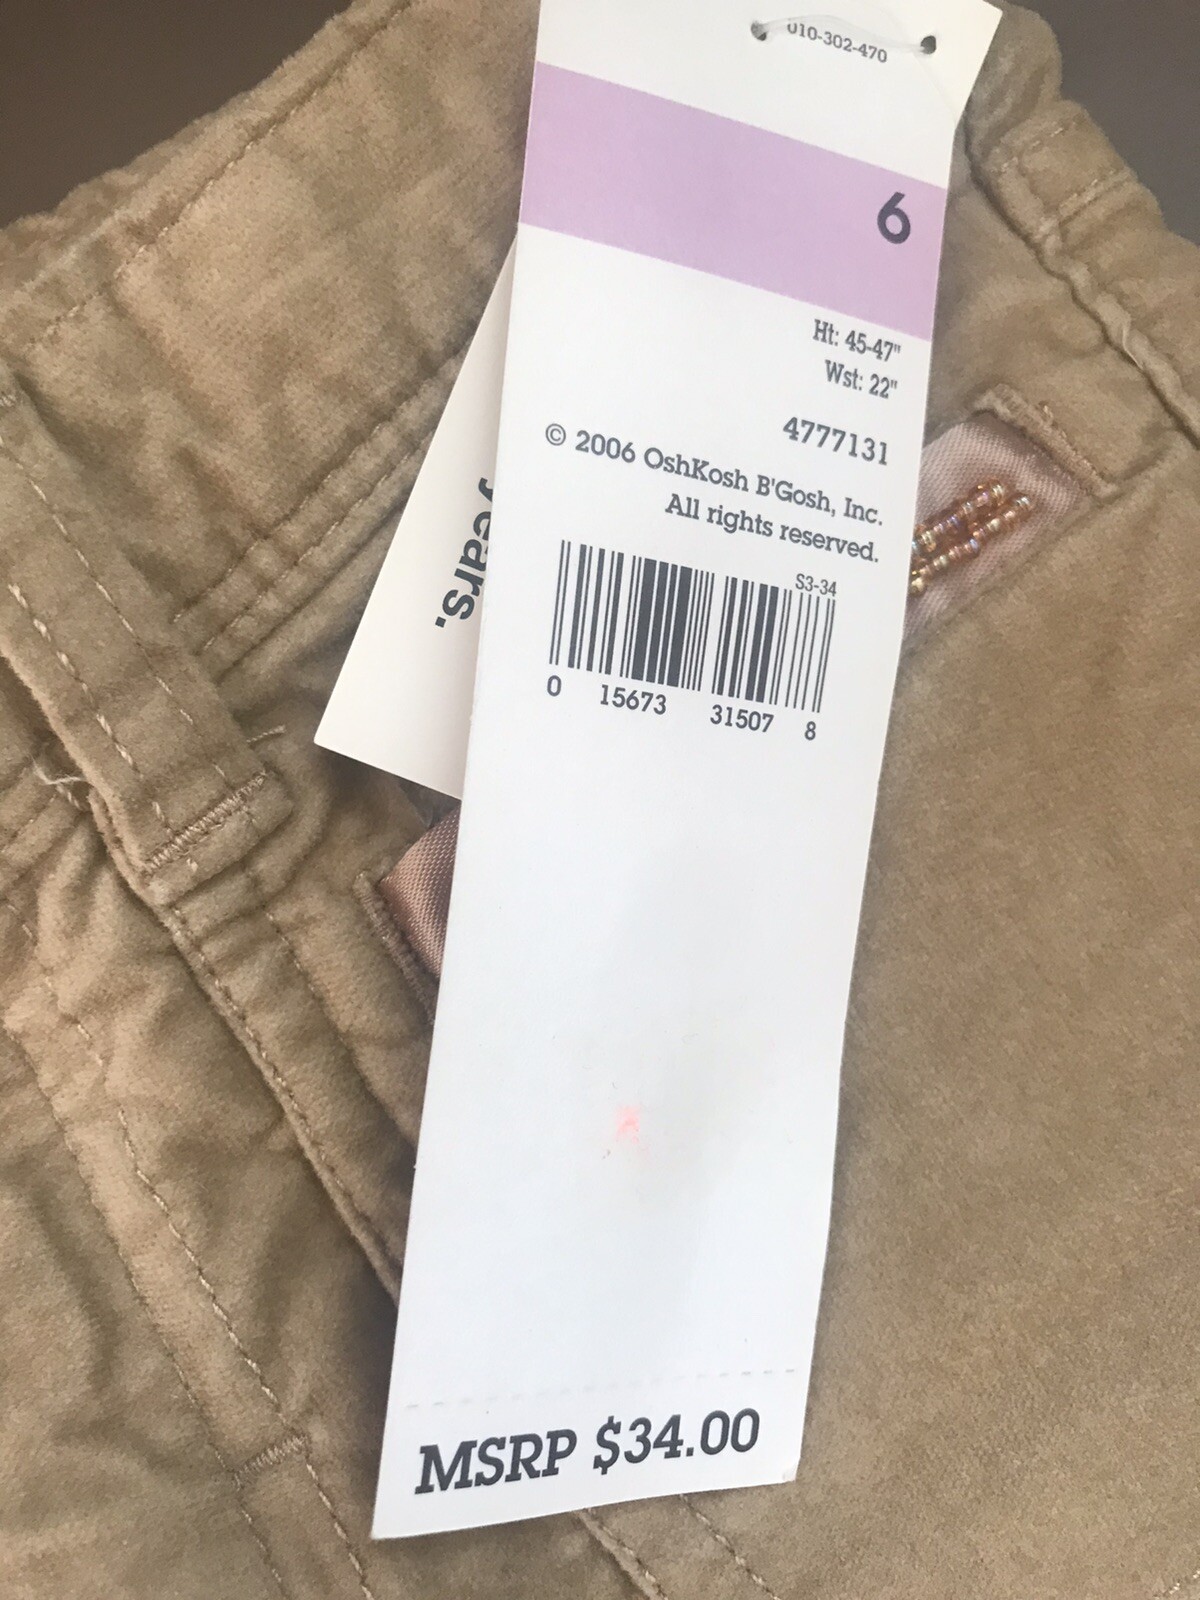 010-302-470
6
Ht: 45-47"
Wst: 22"
4777131
© 2006 OshKosh B'Gosh, Inc.
All rights reserved.
S3-34
0 15673 31507 8
MSRP $34.00